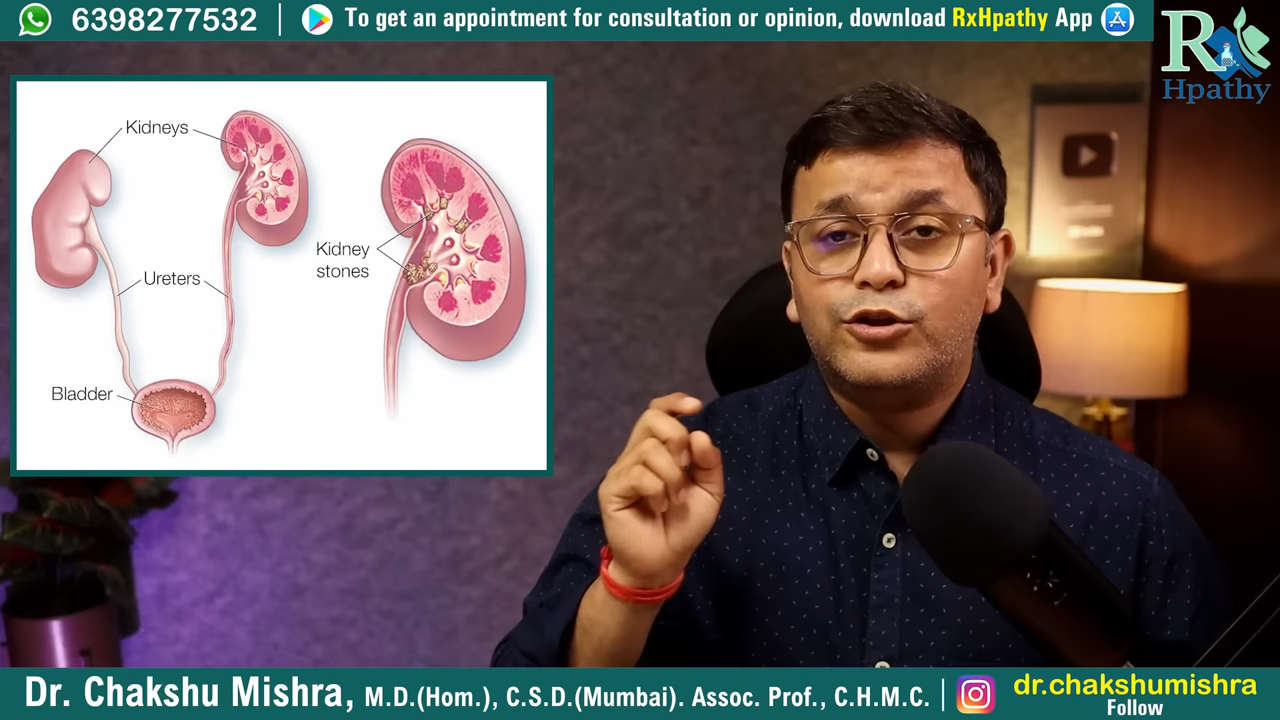 6398277532 | To get an appointment for consultation or opinion, download RxHpathy App
Rx
Hpathy
Kidneys
Kidney
stones
Ureters
Bladder
Dr. Chakshu Mishra, M.D.(Hom.), C.S.D.(Mumbai). Assoc. Prof., C.H.M.C. | dr.chakshumishra
Follow